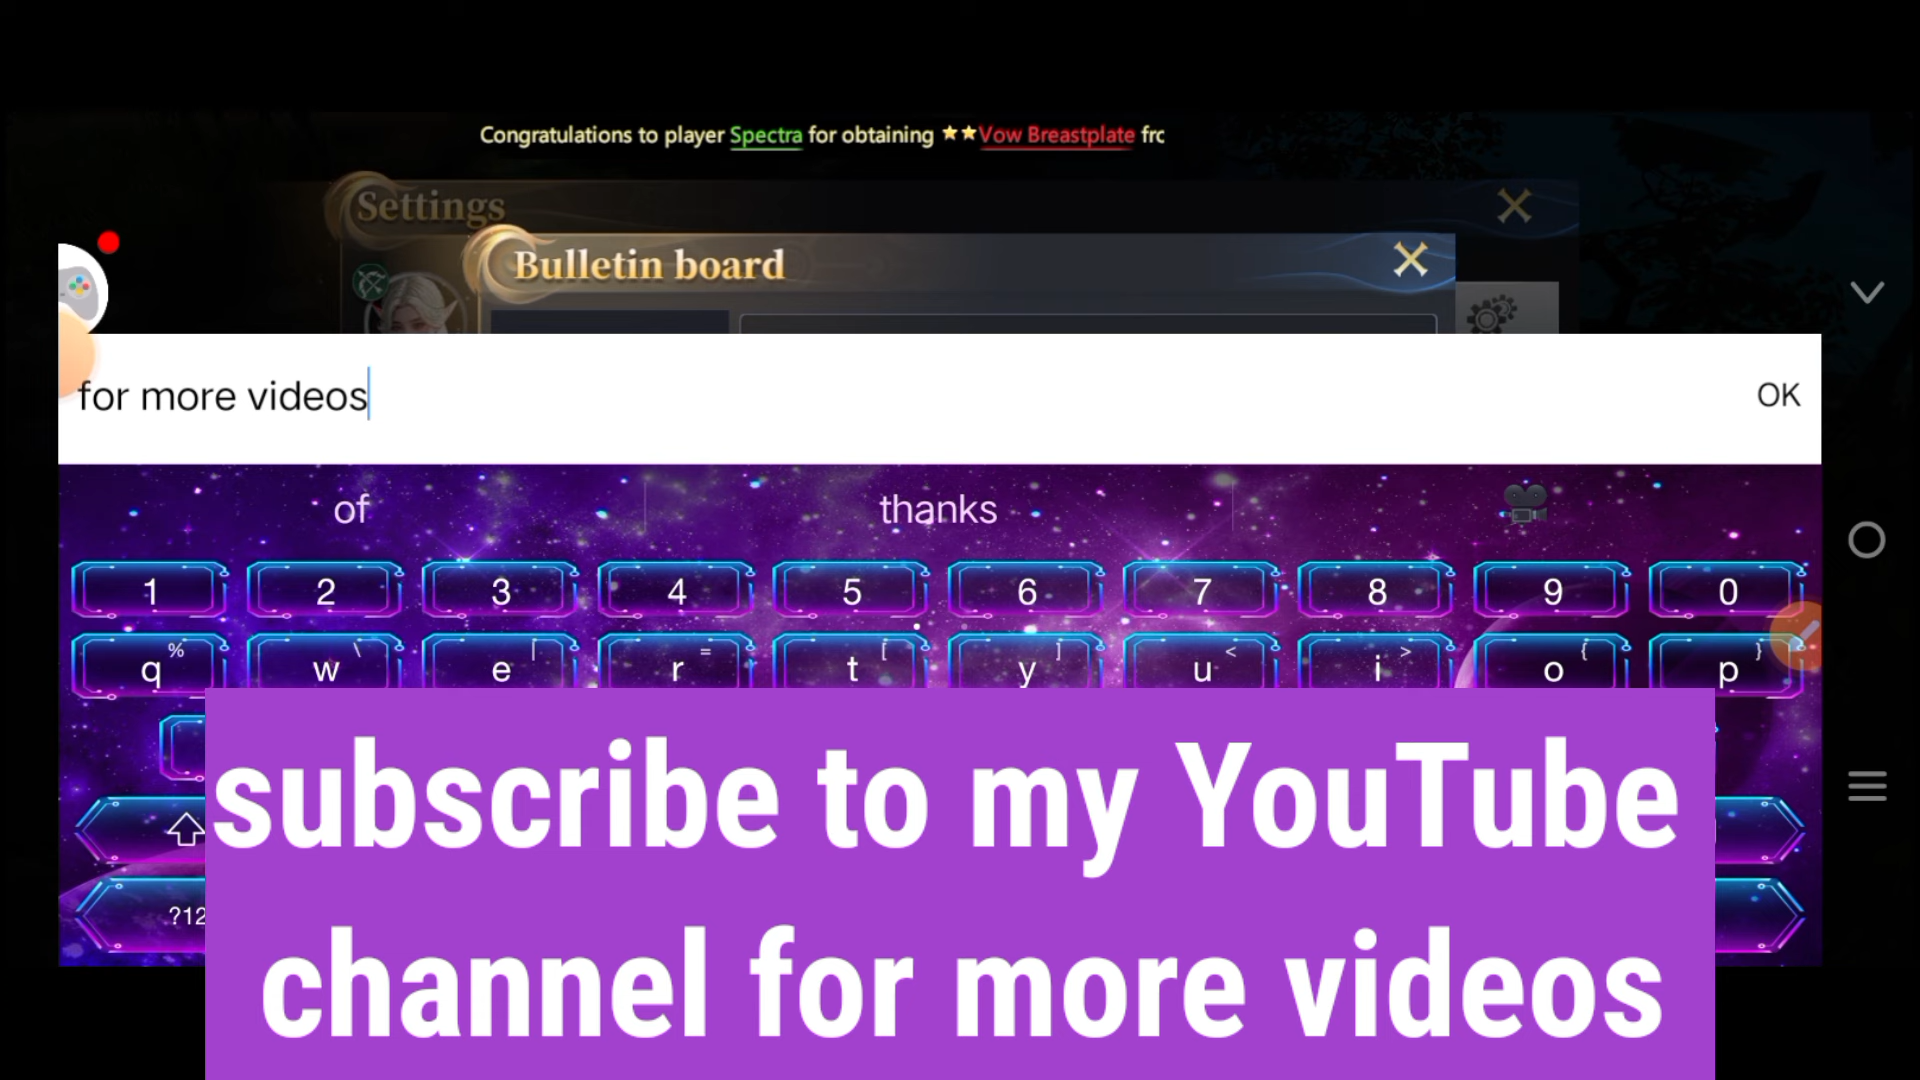 Congratulations to player Spectra for obtaining ⭐⭐Vow Breastplate frc
Settings
Bulletin board
for more videos
OK
of thanks 🎥
1 2 3 4 5 6 7 8 9 0
% \ | = [ ] < > { }
q w e r t y u i o p
?12
subscribe to my YouTube
channel for more videos